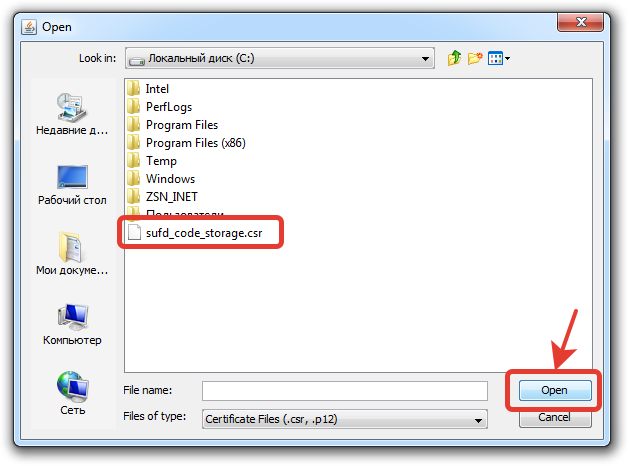 Open
Look in:
Локальный диск (C:)
Недавние д...
Рабочий стол
Мои докуме...
Компьютер
Сеть
Intel
PerfLogs
Program Files
Program Files (x86)
Temp
Windows
ZSN_INET
Пользователи
sufd_code_storage.csr
File name:
Open
Files of type:
Certificate Files (.csr, .p12)
Cancel